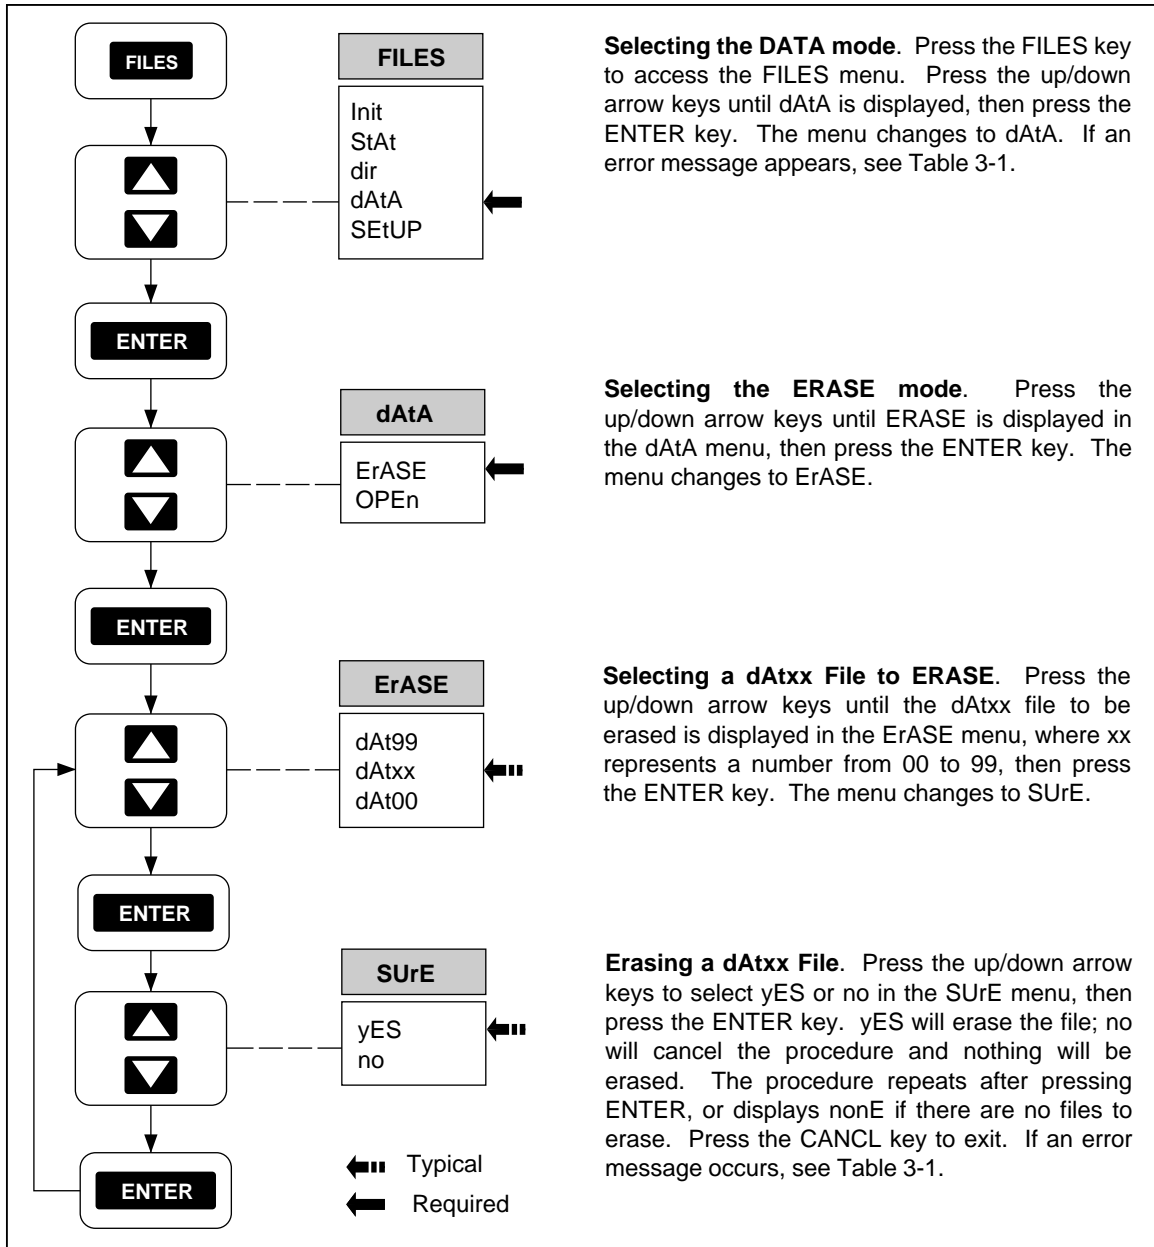 FILES
FILES
Init
StAt
dir
dAtA
SEtUP
Selecting the DATA mode. Press the FILES key
to access the FILES menu. Press the up/down
arrow keys until dAtA is displayed, then press the
ENTER key. The menu changes to dAtA. If an
error message appears, see Table 3-1.
ENTER
dAtA
ErASE
OPEn
Selecting the ERASE mode. Press the
up/down arrow keys until ERASE is displayed in
the dAtA menu, then press the ENTER key. The
menu changes to ErASE.
ENTER
ErASE
dAt99
dAtxx
dAt00
Selecting a dAtxx File to ERASE. Press the
up/down arrow keys until the dAtxx file to be
erased is displayed in the ErASE menu, where xx
represents a number from 00 to 99, then press
the ENTER key. The menu changes to SUrE.
ENTER
SUrE
yES
no
Erasing a dAtxx File. Press the up/down arrow
keys to select yES or no in the SUrE menu, then
press the ENTER key. yES will erase the file; no
will cancel the procedure and nothing will be
erased. The procedure repeats after pressing
ENTER, or displays nonE if there are no files to
erase. Press the CANCL key to exit. If an error
message occurs, see Table 3-1.
ENTER
Typical
Required